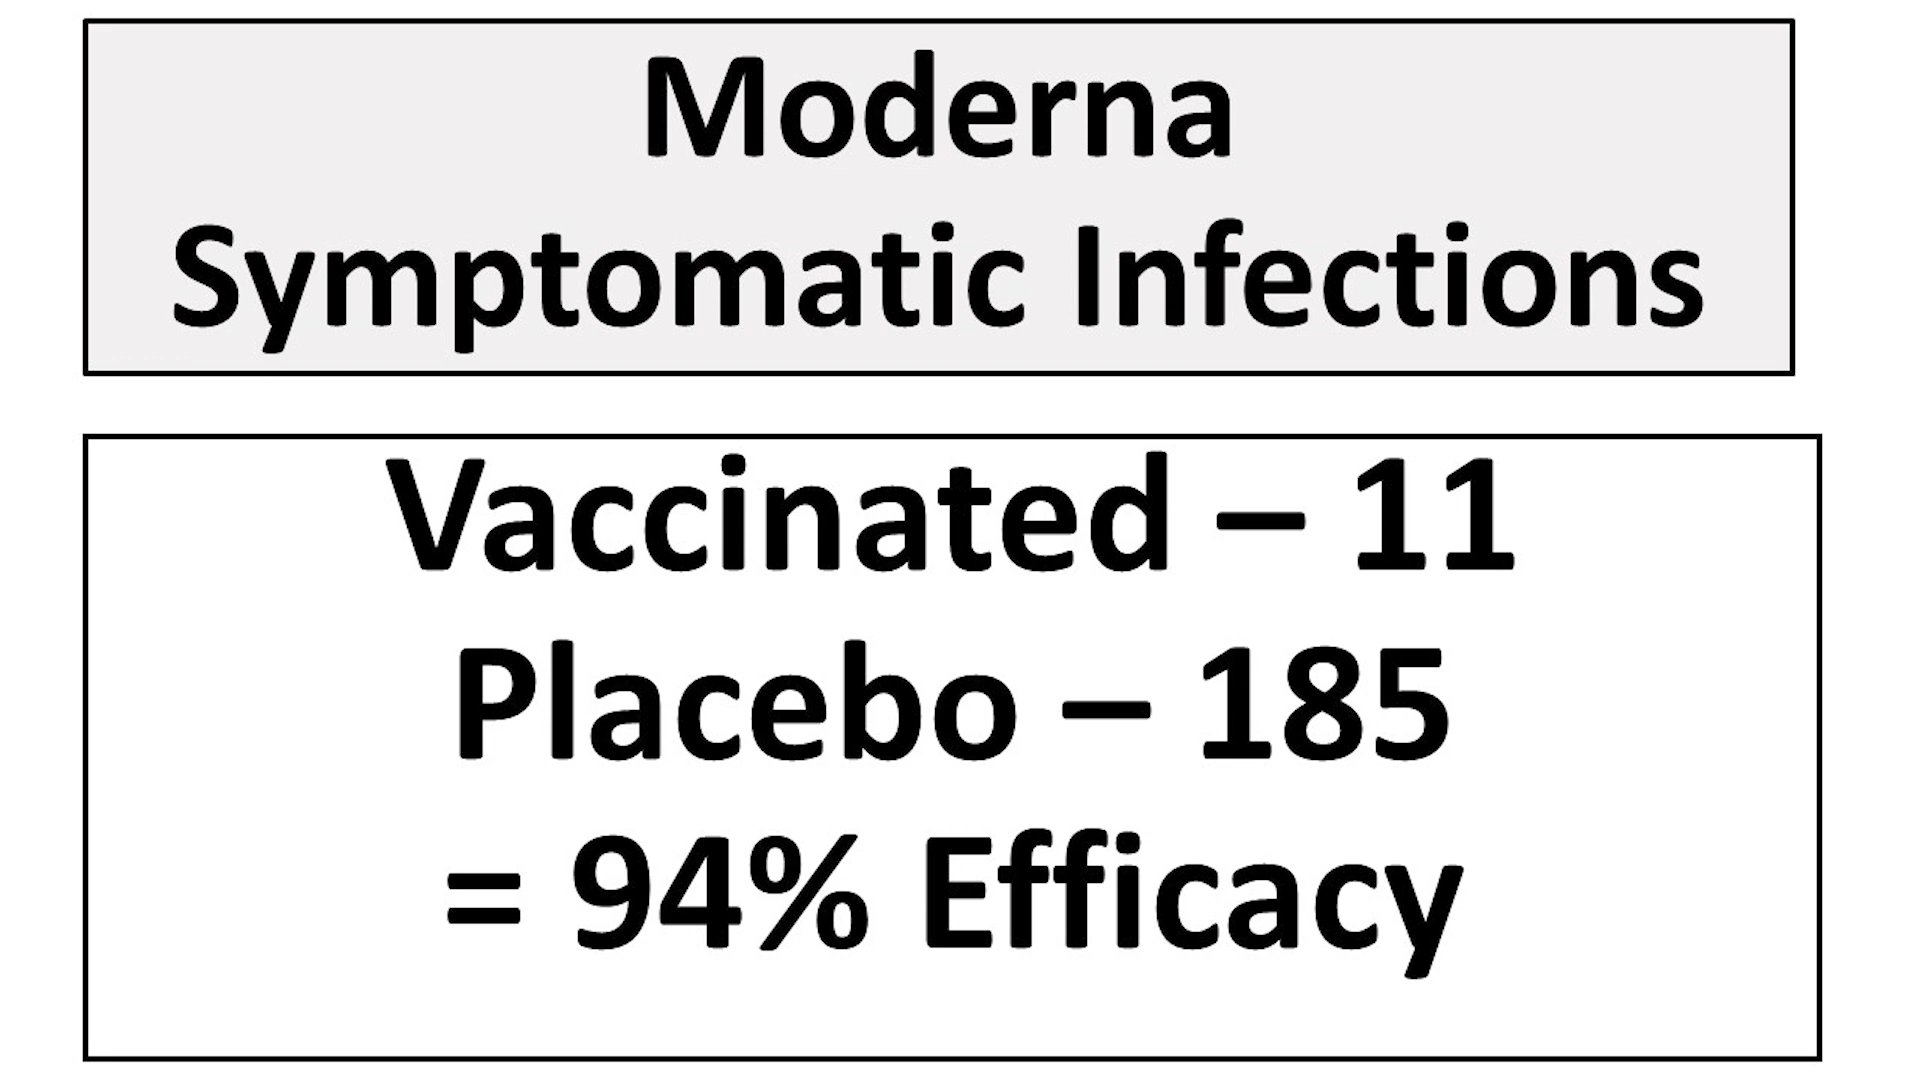 Moderna
Symptomatic Infections
Vaccinated – 11
Placebo – 185
= 94% Efficacy